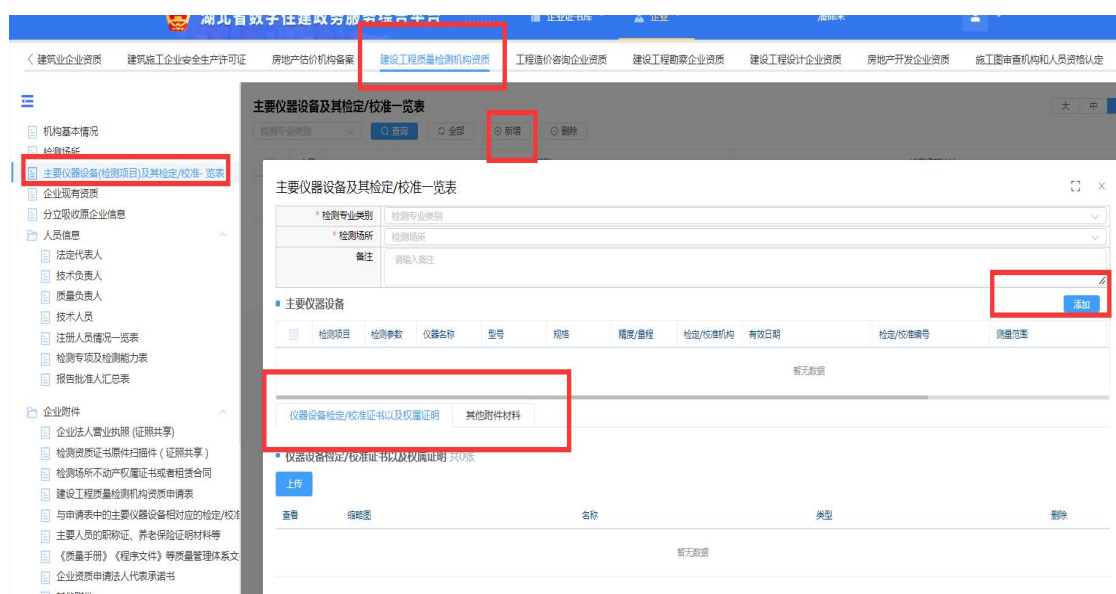 湖北省数字住建政务服务综合平台 企业证书库 企业
建筑业企业资质 建筑施工企业安全生产许可证 房地产估价机构备案 建设工程质量检测机构资质 工程造价咨询企业资质 建设工程勘察企业资质 建设工程设计企业资质 房地产开发企业资质 施工图审查机构和人员资格认定
主要仪器设备及其检定/校准一览表 大 中
检测专业类别 查询 全部 新增 删除
机构基本情况
检测场所
主要仪器设备(检测项目)及其检定/校准一览表
企业现有资质
分立吸收原企业信息
人员信息
法定代表人
技术负责人
质量负责人
技术人员
注册人员情况一览表
检测专项及检测能力表
报告批准人汇总表
企业附件
企业法人营业执照 (证照共享)
检测资质证书原件扫描件 ( 证照共享 )
检测场所不动产权属证书或者租赁合同
建设工程质量检测机构资质申请表
与申请表中的主要仪器设备相对应的检定/校准
主要人员的职称证、养老保险证明材料等
《质量手册》《程序文件》等质量管理体系文
企业资质申请法人代表承诺书
主要仪器设备及其检定/校准一览表
* 检测专业类别 检测专业类别
* 检测场所 检测场所
备注 请输入备注
主要仪器设备 添加
检测项目 检测参数 仪器名称 型号 规格 精度/量程 检定/校准机构 有效日期 检定/校准编号 测量范围
暂无数据
仪器设备检定/校准证书以及权属证明 其他附件材料
仪器设备检定/校准证书以及权属证明 共0条
上传
查看 缩略图 名称 类型 删除
暂无数据